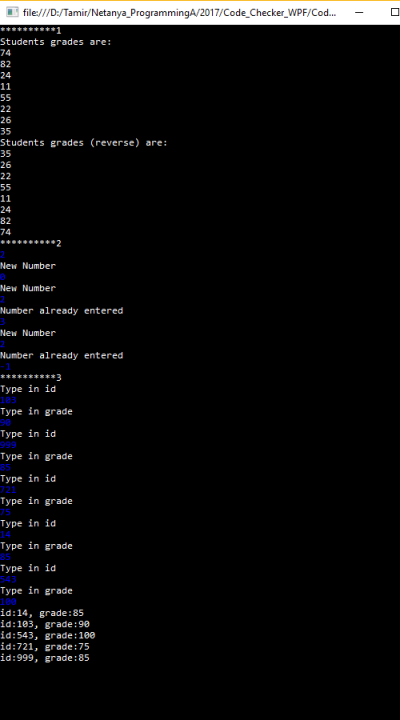 file:///D:/Tamir/Netanya_ProgrammingA/2017/Code_Checker_WPF/Cod...
**********1
Students grades are:
74
82
24
11
55
22
26
35
Students grades (reverse) are:
35
26
22
55
11
24
82
74
**********2
2
New Number
0
New Number
2
Number already entered
3
New Number
2
Number already entered
-1
**********3
Type in id
103
Type in grade
90
Type in id
999
Type in grade
85
Type in id
721
Type in grade
75
Type in id
14
Type in grade
85
Type in id
543
Type in grade
100
id:14, grade:85
id:103, grade:90
id:543, grade:100
id:721, grade:75
id:999, grade:85